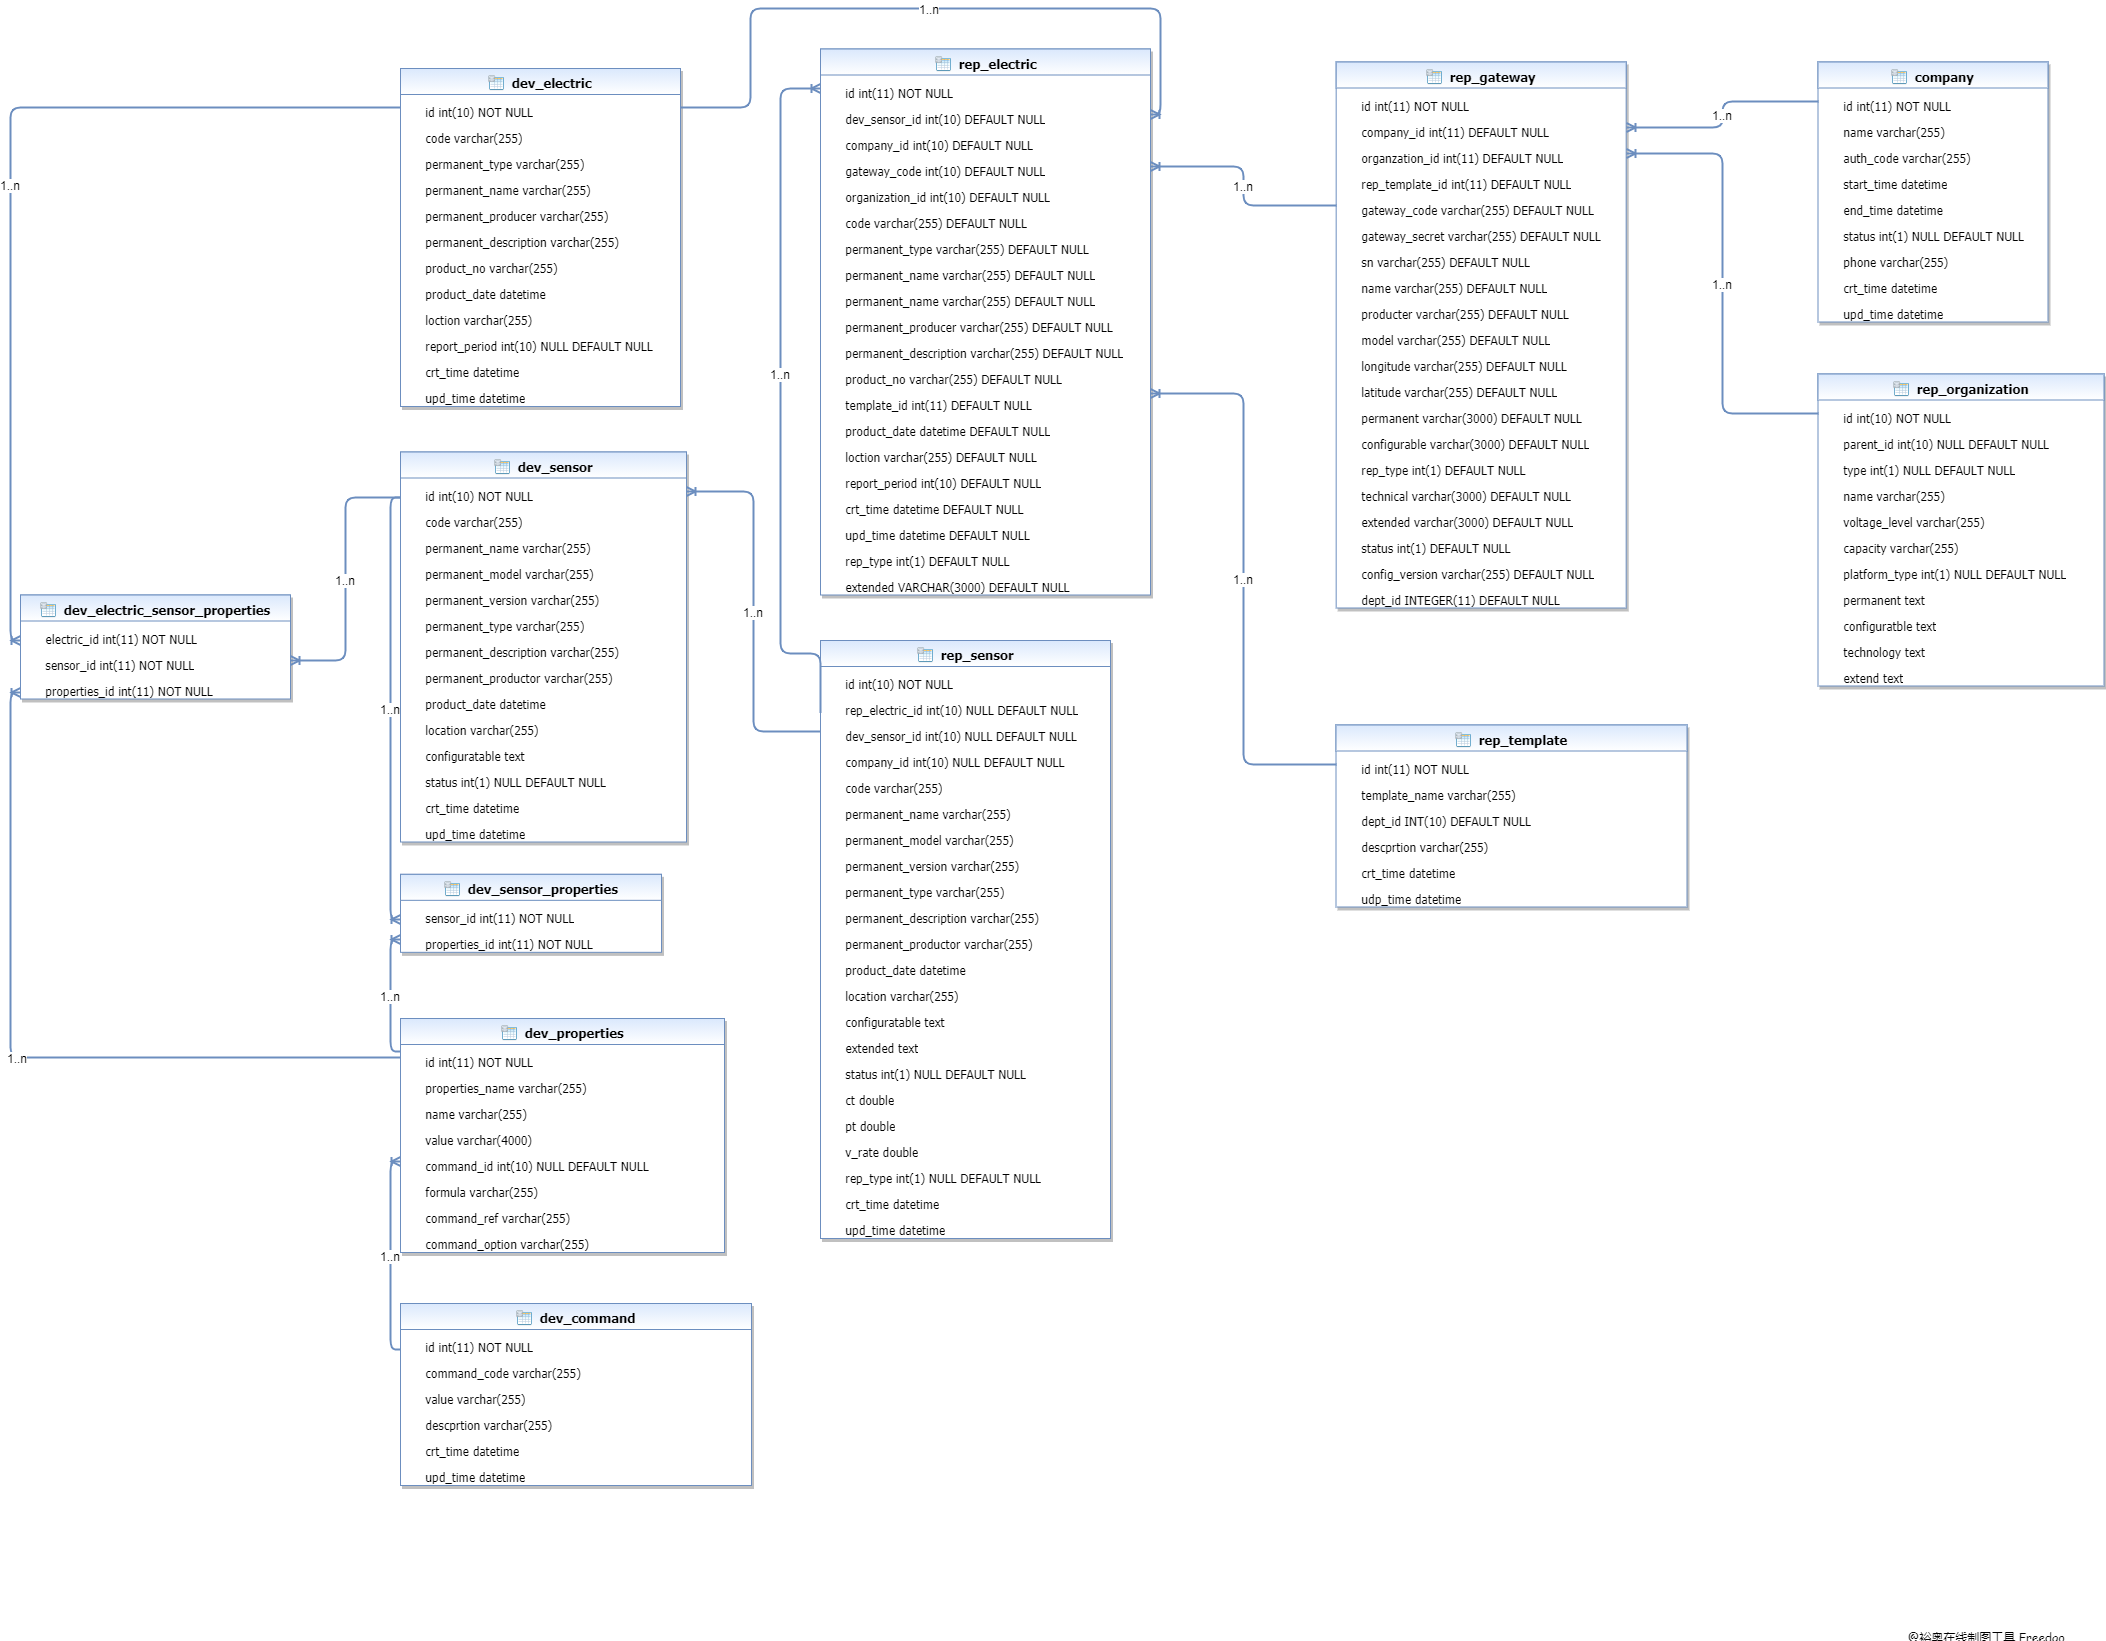 1..n
dev_electric
id int(10) NOT NULL
code varchar(255)
permanent_type varchar(255)
permanent_name varchar(255)
permanent_producer varchar(255)
permanent_description varchar(255)
product_no varchar(255)
product_date datetime
loction varchar(255)
report_period int(10) NULL DEFAULT NULL
crt_time datetime
upd_time datetime
1..n
dev_electric_sensor_properties
electric_id int(11) NOT NULL
sensor_id int(11) NOT NULL
properties_id int(11) NOT NULL
1..n
1..n
dev_sensor
id int(10) NOT NULL
code varchar(255)
permanent_name varchar(255)
permanent_model varchar(255)
permanent_version varchar(255)
permanent_type varchar(255)
permanent_description varchar(255)
permanent_productor varchar(255)
product_date datetime
location varchar(255)
configuratable text
status int(1) NULL DEFAULT NULL
crt_time datetime
upd_time datetime
1..n
dev_sensor_properties
sensor_id int(11) NOT NULL
properties_id int(11) NOT NULL
1..n
dev_properties
id int(11) NOT NULL
properties_name varchar(255)
name varchar(255)
value varchar(4000)
command_id int(10) NULL DEFAULT NULL
formula varchar(255)
command_ref varchar(255)
command_option varchar(255)
1..n
dev_command
id int(11) NOT NULL
command_code varchar(255)
value varchar(255)
descprtion varchar(255)
crt_time datetime
upd_time datetime
rep_electric
id int(11) NOT NULL
dev_sensor_id int(10) DEFAULT NULL
company_id int(10) DEFAULT NULL
gateway_code int(10) DEFAULT NULL
organization_id int(10) DEFAULT NULL
code varchar(255) DEFAULT NULL
permanent_type varchar(255) DEFAULT NULL
permanent_name varchar(255) DEFAULT NULL
permanent_name varchar(255) DEFAULT NULL
permanent_producer varchar(255) DEFAULT NULL
permanent_description varchar(255) DEFAULT NULL
product_no varchar(255) DEFAULT NULL
template_id int(11) DEFAULT NULL
product_date datetime DEFAULT NULL
loction varchar(255) DEFAULT NULL
report_period int(10) DEFAULT NULL
crt_time datetime DEFAULT NULL
upd_time datetime DEFAULT NULL
rep_type int(1) DEFAULT NULL
extended VARCHAR(3000) DEFAULT NULL
1..n
1..n
rep_sensor
id int(10) NOT NULL
rep_electric_id int(10) NULL DEFAULT NULL
dev_sensor_id int(10) NULL DEFAULT NULL
company_id int(10) NULL DEFAULT NULL
code varchar(255)
permanent_name varchar(255)
permanent_model varchar(255)
permanent_version varchar(255)
permanent_type varchar(255)
permanent_description varchar(255)
permanent_productor varchar(255)
product_date datetime
location varchar(255)
configuratable text
extended text
status int(1) NULL DEFAULT NULL
ct double
pt double
v_rate double
rep_type int(1) NULL DEFAULT NULL
crt_time datetime
upd_time datetime
1..n
1..n
rep_gateway
id int(11) NOT NULL
company_id int(11) DEFAULT NULL
organzation_id int(11) DEFAULT NULL
rep_template_id int(11) DEFAULT NULL
gateway_code varchar(255) DEFAULT NULL
gateway_secret varchar(255) DEFAULT NULL
sn varchar(255) DEFAULT NULL
name varchar(255) DEFAULT NULL
producter varchar(255) DEFAULT NULL
model varchar(255) DEFAULT NULL
longitude varchar(255) DEFAULT NULL
latitude varchar(255) DEFAULT NULL
permanent varchar(3000) DEFAULT NULL
configurable varchar(3000) DEFAULT NULL
rep_type int(1) DEFAULT NULL
technical varchar(3000) DEFAULT NULL
extended varchar(3000) DEFAULT NULL
status int(1) DEFAULT NULL
config_version varchar(255) DEFAULT NULL
dept_id INTEGER(11) DEFAULT NULL
rep_template
id int(11) NOT NULL
template_name varchar(255)
dept_id INT(10) DEFAULT NULL
descprtion varchar(255)
crt_time datetime
udp_time datetime
1..n
1..n
company
id int(11) NOT NULL
name varchar(255)
auth_code varchar(255)
start_time datetime
end_time datetime
status int(1) NULL DEFAULT NULL
phone varchar(255)
crt_time datetime
upd_time datetime
rep_organization
id int(10) NOT NULL
parent_id int(10) NULL DEFAULT NULL
type int(1) NULL DEFAULT NULL
name varchar(255)
voltage_level varchar(255)
capacity varchar(255)
platform_type int(1) NULL DEFAULT NULL
permanent text
configuratble text
technology text
extend text
@裕奥在线制图工具 Freedgo